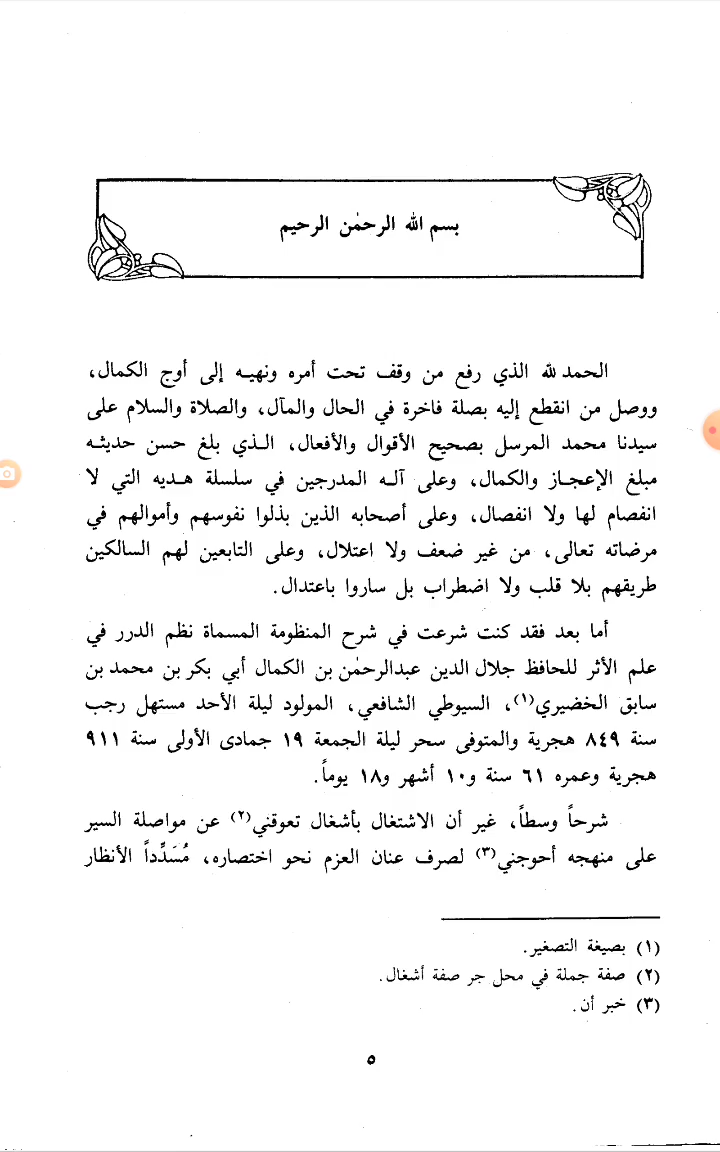 بسم الله الرحمٰن الرحيم
الحمد لله الذي رفع من وقف تحت أمره ونهيه إلى أوج الكمال،
ووصل من انقطع إليه بصلة فاخرة في الحال والمآل، والصلاة والسلام على
سيدنا محمد المرسل بصحيح الأقوال والأفعال، الذي بلغ حسن حديثه
مبلغ الإعجاز والكمال، وعلى آله المدرجين في سلسلة هديه التي لا
انفصام لها ولا انفصال، وعلى أصحابه الذين بذلوا نفوسهم وأموالهم في
مرضاته تعالى، من غير ضعف ولا اعتلال، وعلى التابعين لهم السالكين
طريقهم بلا قلب ولا اضطراب بل ساروا باعتدال.
أما بعد فقد كنت شرعت في شرح المنظومة المسماة نظم الدرر في
علم الأثر للحافظ جلال الدين عبدالرحمٰن بن الكمال أبي بكر بن محمد بن
سابق الخضيري(١)، السيوطي الشافعي، المولود ليلة الأحد مستهل رجب
سنة ٨٤٩ هجرية والمتوفى سحر ليلة الجمعة ١٩ جمادى الأولى سنة ٩١١
هجرية وعمره ٦١ سنة و١٠ أشهر و١٨ يوماً.
شرحاً وسطاً، غير أن الاشتغال بأشغال تعوقني(٢) عن مواصلة السير
على منهجه أحوجني(٣) لصرف عنان العزم نحو اختصاره، مُسَدِّداً الأنظار
(١) بصيغة التصغير.
(٢) صفة جملة في محل جر صفة أشغال.
(٣) خبر أن.
٥